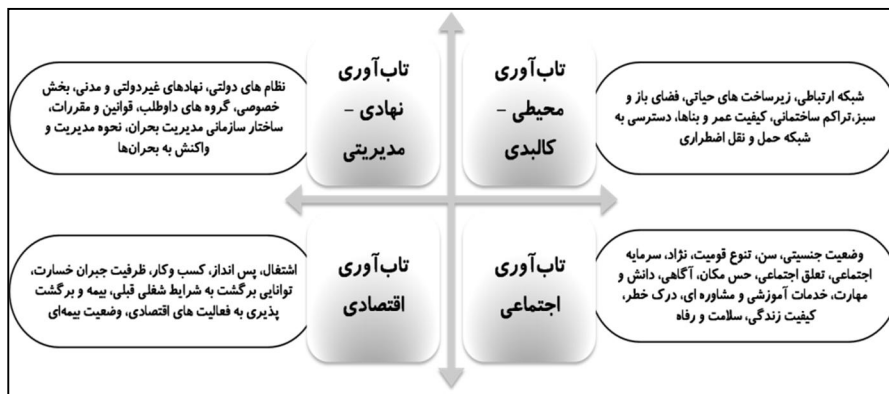 تاب‌آوری
محیطی –
کالبدی
شبکه ارتباطی، زیرساخت های حیاتی، فضای باز و
سبز،تراکم ساختمانی، کیفیت عمر و بناها، دسترسی به
شبکه حمل و نقل اضطراری
تاب‌آوری
نهادی –
مدیریتی
نظام های دولتی، نهادهای غیردولتی و مدنی، بخش
خصوصی، گروه های داوطلب، قوانین و مقررات،
ساختار سازمانی مدیریت بحران، نحوه مدیریت و
واکنش به بحران‌ها
تاب‌آوری
اجتماعی
وضعیت جنسیتی، سن، تنوع قومیت، نژاد، سرمایه
اجتماعی، تعلق اجتماعی، حس مکان، آگاهی، دانش و
مهارت، خدمات آموزشی و مشاوره ای، درک خطر،
کیفیت زندگی، سلامت و رفاه
تاب‌آوری
اقتصادی
اشتغال، پس انداز، کسب وکار، ظرفیت جبران خسارت،
توانایی برگشت به شرایط شغلی قبلی، بیمه و برگشت
پذیری به فعالیت های اقتصادی، وضعیت بیمه‌ای